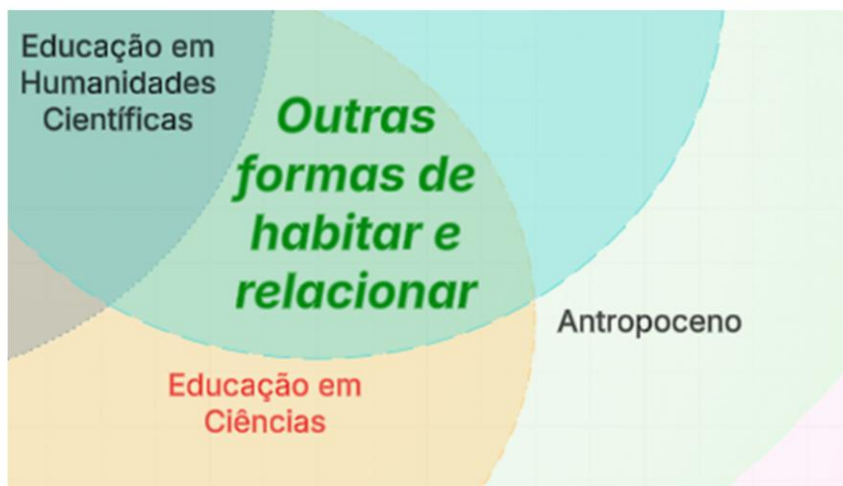 Educação em
Humanidades
Científicas
Outras
formas de
habitar e
relacionar
Antropoceno
Educação em
Ciências